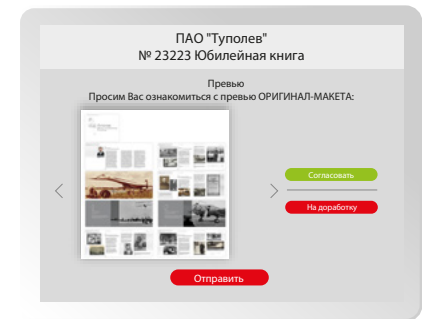 ПАО "Туполев"
№ 23223 Юбилейная книга
Превью
Просим Вас ознакомиться с превью ОРИГИНАЛ-МАКЕТА:
Согласовать
На доработку
Отправить